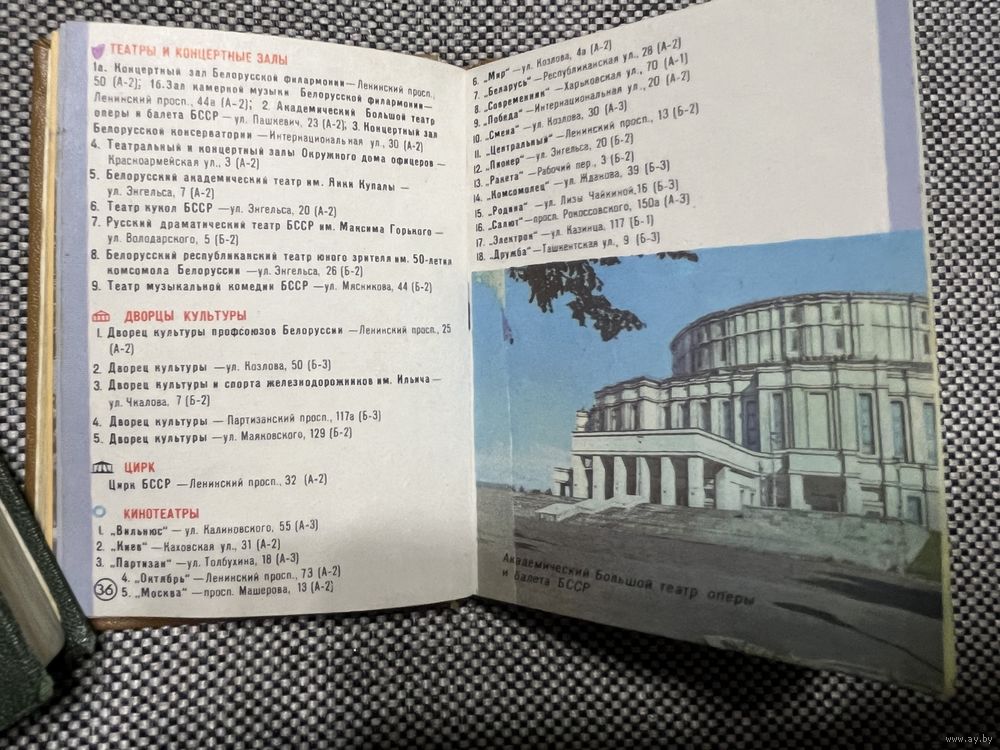 ТЕАТРЫ И КОНЦЕРТНЫЕ ЗАЛЫ
1а. Концертный зал Белорусской филармонии—Ленинский просп.,
50 (А-2); 1б. Зал камерной музыки Белорусской филармонии—
Ленинский просп., 44а (А-2); 2. Академический Большой театр
оперы и балета БССР — ул. Пашкевич, 23 (А-2); 3. Концертный зал
Белорусской консерватории —Интернациональная ул., 30 (А-2)
4. Театральный и концертный залы Окружного дома офицеров —
Красноармейская ул., 3 (А-2)
5. Белорусский академический театр им. Янки Купалы —
ул. Энгельса, 7 (А-2)
6. Театр кукол БССР —ул. Энгельса, 20 (А-2)
7. Русский драматический театр БССР им. Максима Горького —
ул. Володарского, 5 (Б-2)
8. Белорусский республиканский театр юного зрителя им. 50-летия
комсомола Белоруссии —ул. Энгельса, 26 (Б-2)
9. Театр музыкальной комедии БССР —ул. Мясникова, 44 (Б-2)
ДВОРЦЫ КУЛЬТУРЫ
1. Дворец культуры профсоюзов Белоруссии —Ленинский просп., 25
(А-2)
2. Дворец культуры —ул. Козлова, 50 (Б-3)
3. Дворец культуры и спорта железнодорожников им. Ильича —
ул. Чкалова, 7 (Б-2)
4. Дворец культуры — Партизанский просп., 117а (Б-3)
5. Дворец культуры —ул. Маяковского, 129 (Б-2)
ЦИРК
Цирк БССР —Ленинский просп., 32 (А-2)
КИНОТЕАТРЫ
1. „Вильнюс" — ул. Калиновского, 55 (А-3)
2. „Киев" —Каховская ул., 31 (А-2)
3. „Партизан" —ул. Толбухина, 18 (А-3)
4. „Октябрь"—Ленинский просп., 73 (А-2)
5. „Москва" —просп. Машерова, 13 (А-2)
36
6. „Мир" —ул. Козлова, 4а (А-2)
7. „Беларусь" —Республиканская ул., 28 (А-2)
8. „Современник" —Харьковская ул., 70 (А-1)
9. „Победа" —Интернациональная ул., 20 (А-2)
10. „Смена" —ул. Козлова, 30 (А-3)
11. „Центральный" —Ленинский просп., 13 (Б-2)
12. „Пионер" —ул. Энгельса, 20 (Б-2)
13. „Ракета" —Рабочий пер., 3 (Б-2)
14. „Комсомолец" —ул. Жданова, 39 (Б-3)
15. „Родина" —ул. Лизы Чайкиной, 16 (Б-3)
16. „Салют"—просп. Рокоссовского, 150а (А-3)
17. „Электрон" —ул. Казинца, 117 (Б-1)
18. „Дружба"—Ташкентская ул., 9 (Б-3)
Академический Большой театр оперы
и балета БССР
www.ay.by